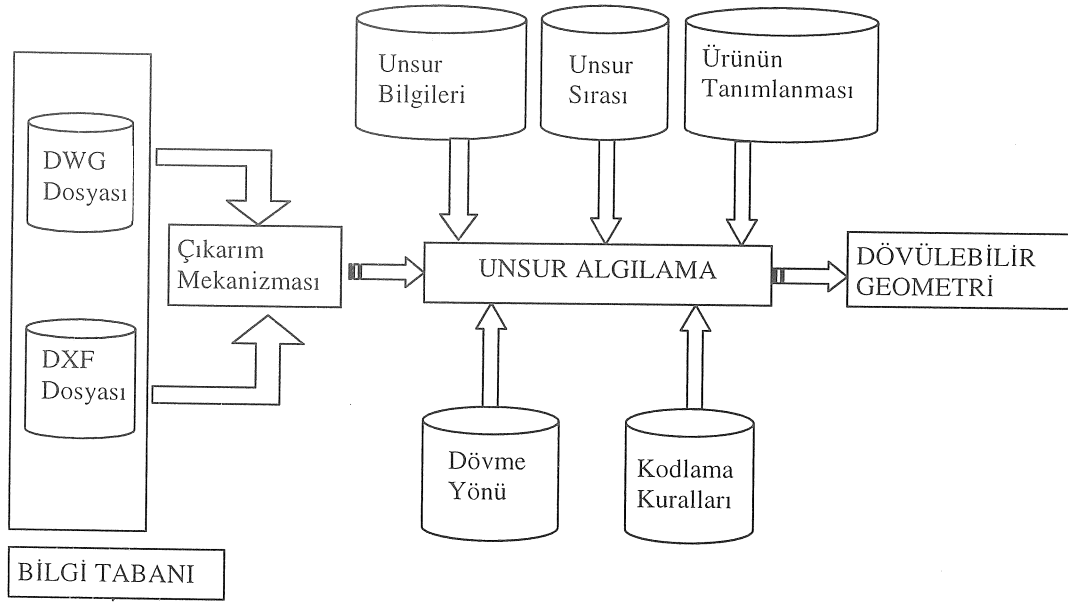 Unsur
Bilgileri
Unsur
Sırası
Ürünün
Tanımlanması
DWG
Dosyası
Çıkarım
Mekanizması
UNSUR ALGILAMA
DÖVÜLEBİLİR
GEOMETRİ
DXF
Dosyası
Dövme
Yönü
Kodlama
Kuralları
BİLGİ TABANI